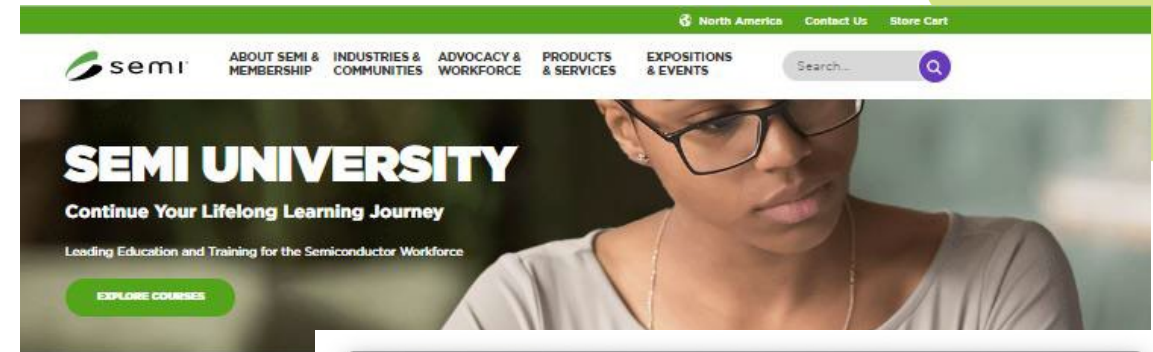 North America Contact Us Store Cart
semi
ABOUT SEMI & MEMBERSHIP
INDUSTRIES & COMMUNITIES
ADVOCACY & WORKFORCE
PRODUCTS & SERVICES
EXPOSITIONS & EVENTS
Search...
SEMI UNIVERSITY
Continue Your Lifelong Learning Journey
Leading Education and Training for the Semiconductor Workforce
EXPLORE COURSES